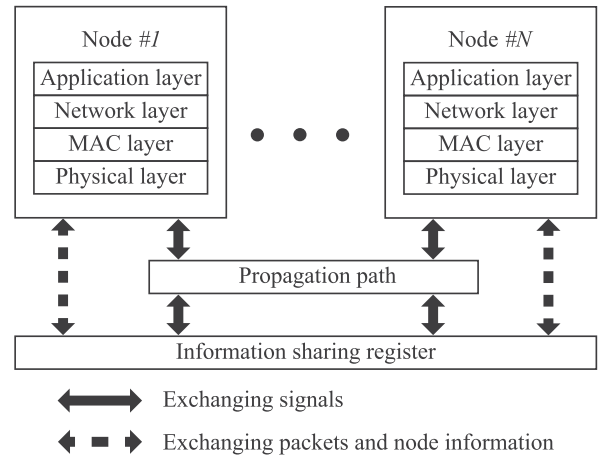 Node #1
Application layer
Network layer
MAC layer
Physical layer
Node #N
Application layer
Network layer
MAC layer
Physical layer
Propagation path
Information sharing register
Exchanging signals
Exchanging packets and node information